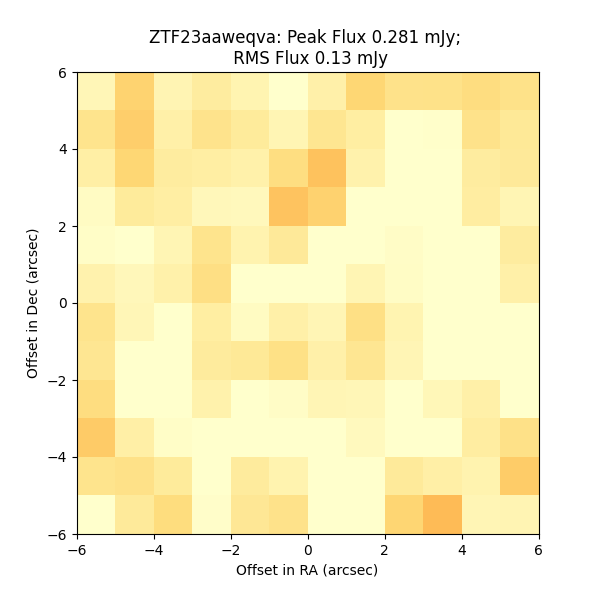 ZTF23aaweqva: Peak Flux 0.281 mJy;
RMS Flux 0.13 mJy
6
4
2
0
−2
−4
−6
Offset in Dec (arcsec)
−6 −4 −2 0 2 4 6
Offset in RA (arcsec)